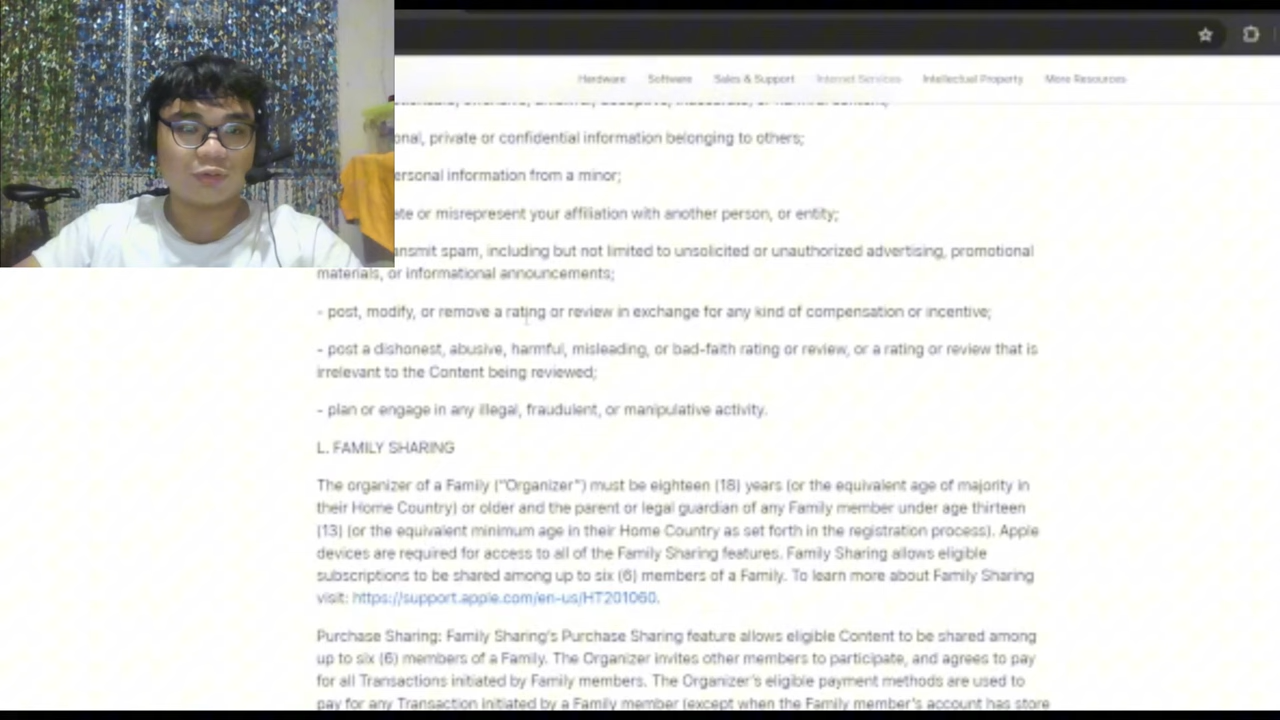 Hardware Software Sales & Support Internet Services Intellectual Property More Resources
private or confidential information belonging to others;
personal information from a minor;
or misrepresent your affiliation with another person, or entity;
spam, including but not limited to unsolicited or unauthorized advertising, promotional
materials, or informational announcements;
- post, modify, or remove a rating or review in exchange for any kind of compensation or incentive;
- post a dishonest, abusive, harmful, misleading, or bad-faith rating or review, or a rating or review that is
irrelevant to the Content being reviewed;
- plan or engage in any illegal, fraudulent, or manipulative activity.
L. FAMILY SHARING
The organizer of a Family ("Organizer") must be eighteen (18) years (or the equivalent age of majority in
their Home Country) or older and the parent or legal guardian of any Family member under age thirteen
(13) (or the equivalent minimum age in their Home Country as set forth in the registration process). Apple
devices are required for access to all of the Family Sharing features. Family Sharing allows eligible
subscriptions to be shared among up to six (6) members of a Family. To learn more about Family Sharing
visit: https://support.apple.com/en-us/HT201060.
Purchase Sharing: Family Sharing's Purchase Sharing feature allows eligible Content to be shared among
up to six (6) members of a Family. The Organizer invites other members to participate, and agrees to pay
for all Transactions initiated by Family members. The Organizer's eligible payment methods are used to
pay for any Transaction initiated by a Family member (except when the Family member's account has store